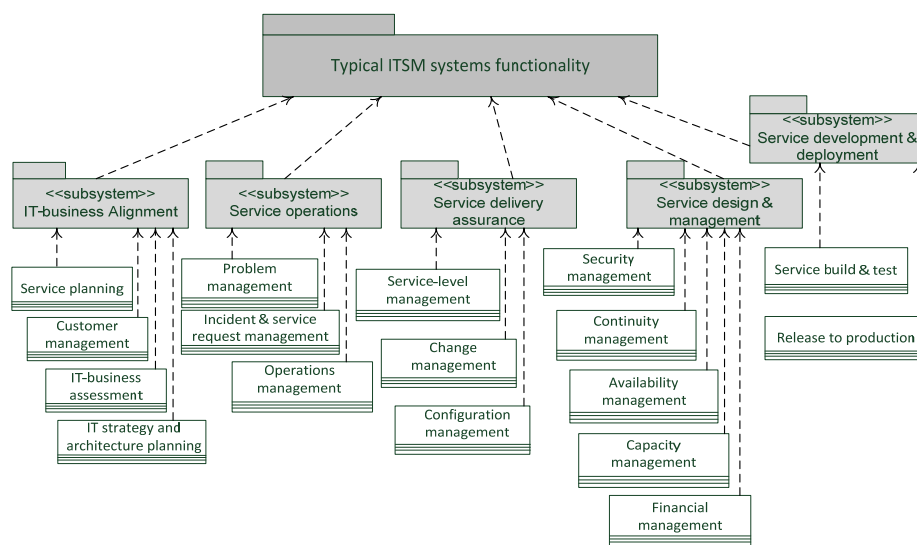 Typical ITSM systems functionality
<<subsystem>>
Service development &
deployment
<<subsystem>>
IT-business Alignment
<<subsystem>>
Service operations
<<subsystem>>
Service delivery
assurance
<<subsystem>>
Service design &
management
Service planning
Customer
management
IT-business
assessment
IT strategy and
architecture planning
Problem
management
Incident & service
request management
Operations
management
Service-level
management
Change
management
Configuration
management
Security
management
Continuity
management
Availability
management
Capacity
management
Financial
management
Service build & test
Release to production